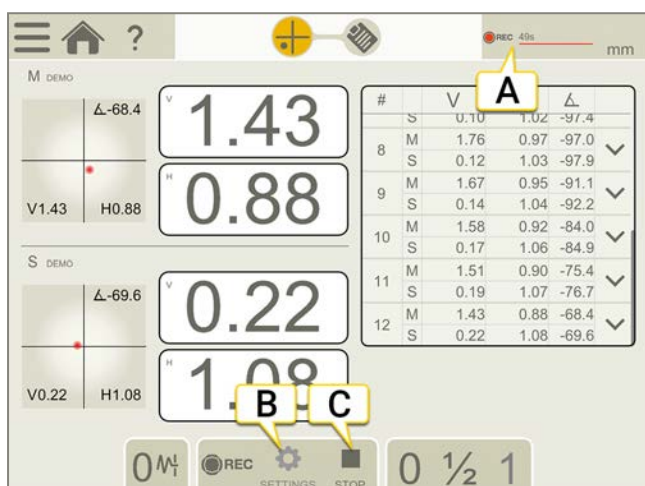 ?
REC 49s
mm
A
M DEMO
∡-68.4
V1.43 H0.88
V
1.43
H
0.88
S DEMO
∡-69.6
V0.22 H1.08
V
0.22
H
1.08
# V ∡
S 0.10 1.02 -97.4
8 M 1.76 0.97 -97.0
S 0.12 1.03 -97.9
9 M 1.67 0.95 -91.1
S 0.14 1.04 -92.2
10 M 1.58 0.92 -84.0
S 0.17 1.06 -84.9
11 M 1.51 0.90 -75.4
S 0.19 1.07 -76.7
12 M 1.43 0.88 -68.4
S 0.22 1.08 -69.6
B C
0 REC SETTINGS STOP 0 ½ 1